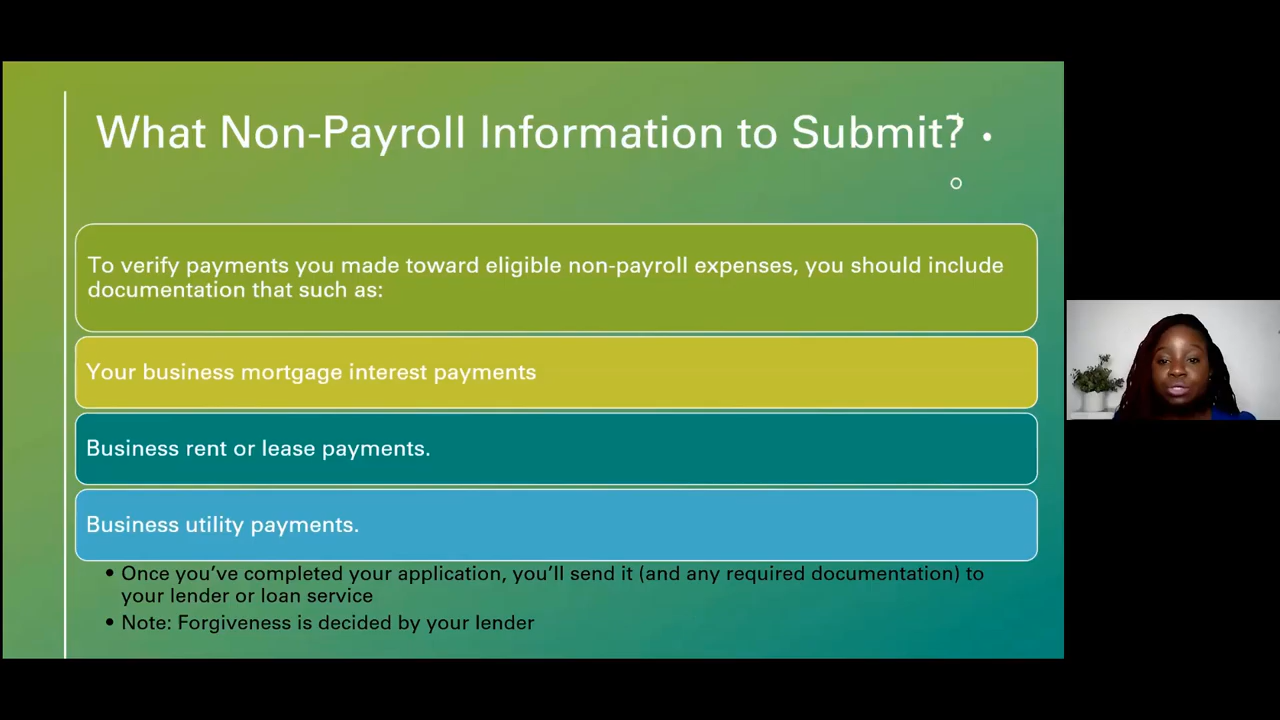 What Non-Payroll Information to Submit?
To verify payments you made toward eligible non-payroll expenses, you should include
documentation that such as:
Your business mortgage interest payments
Business rent or lease payments.
Business utility payments.
• Once you’ve completed your application, you’ll send it (and any required documentation) to
your lender or loan service
• Note: Forgiveness is decided by your lender